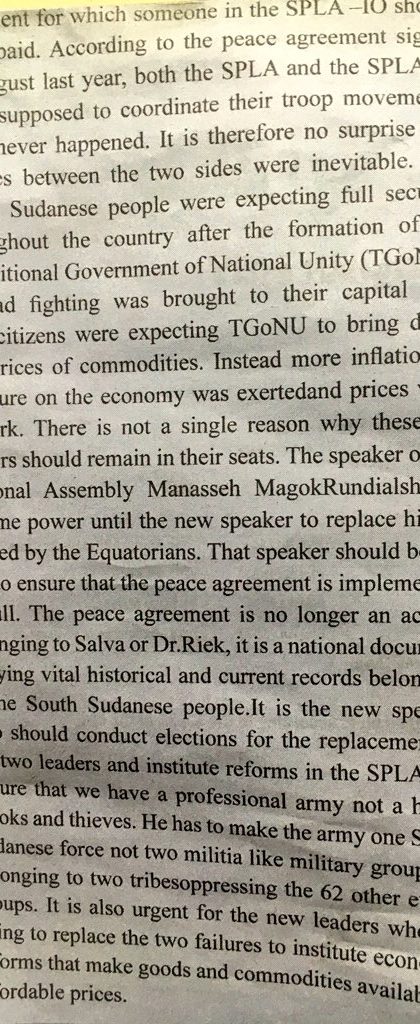 ent for which someone in the SPLA –IO sho
paid. According to the peace agreement sig
gust last year, both the SPLA and the SPLA
supposed to coordinate their troop moveme
never happened. It is therefore no surprise
es between the two sides were inevitable.
Sudanese people were expecting full secu
ghout the country after the formation of
itional Government of National Unity (TGoN
ad fighting was brought to their capital
citizens were expecting TGoNU to bring d
rices of commodities. Instead more inflatio
ure on the economy was exertedand prices
rk. There is not a single reason why these
rs should remain in their seats. The speaker o
onal Assembly Manasseh MagokRundialsh
me power until the new speaker to replace hi
ed by the Equatorians. That speaker should b
o ensure that the peace agreement is impleme
ll. The peace agreement is no longer an ac
nging to Salva or Dr.Riek, it is a national docu
ying vital historical and current records belon
he South Sudanese people.It is the new spe
should conduct elections for the replaceme
two leaders and institute reforms in the SPLA
ure that we have a professional army not a h
oks and thieves. He has to make the army one S
danese force not two militia like military group
onging to two tribesoppressing the 62 other e
oups. It is also urgent for the new leaders wh
ing to replace the two failures to institute econ
orms that make goods and commodities availab
ordable prices.